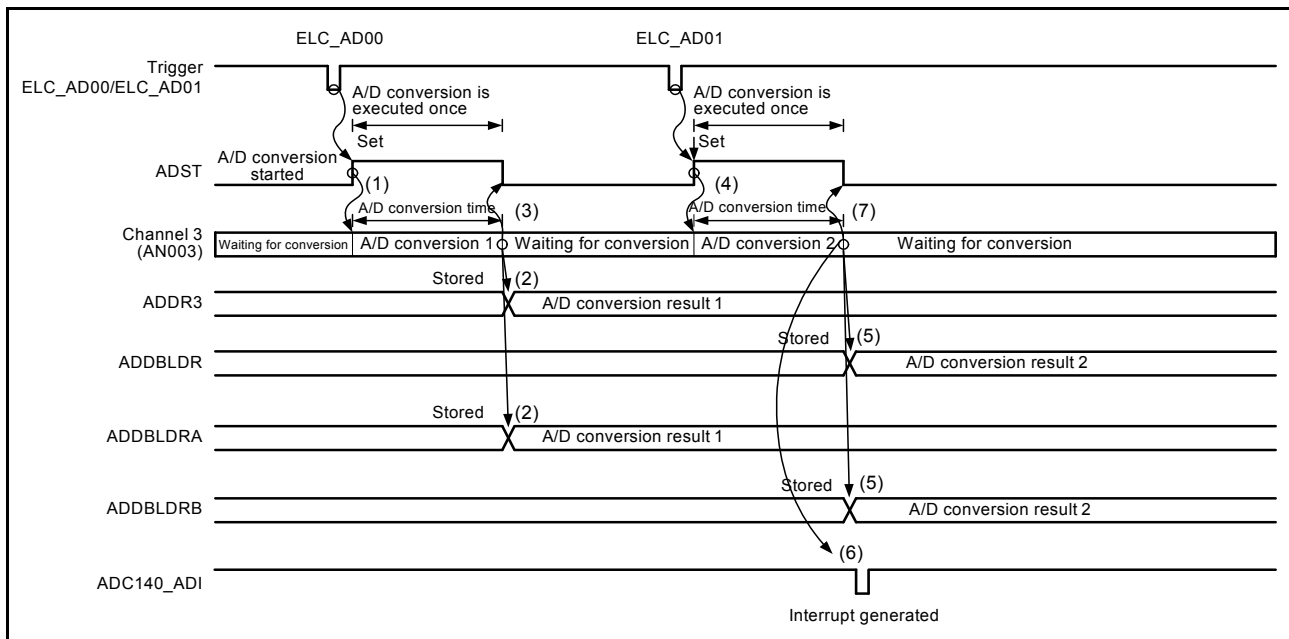 ELC_AD00
ELC_AD01
Trigger
ELC_AD00/ELC_AD01
A/D conversion is
executed once
A/D conversion is
executed once
Set
Set
A/D conversion
started
ADST
(1)
(4)
A/D conversion time
(3)
A/D conversion time
(7)
Channel 3
(AN003)
Waiting for conversion
A/D conversion 1
Waiting for conversion
A/D conversion 2
Waiting for conversion
Stored
(2)
ADDR3
A/D conversion result 1
Stored
(5)
ADDBLDR
A/D conversion result 2
Stored
(2)
ADDBLDRA
A/D conversion result 1
Stored
(5)
ADDBLDRB
A/D conversion result 2
(6)
ADC140_ADI
Interrupt generated